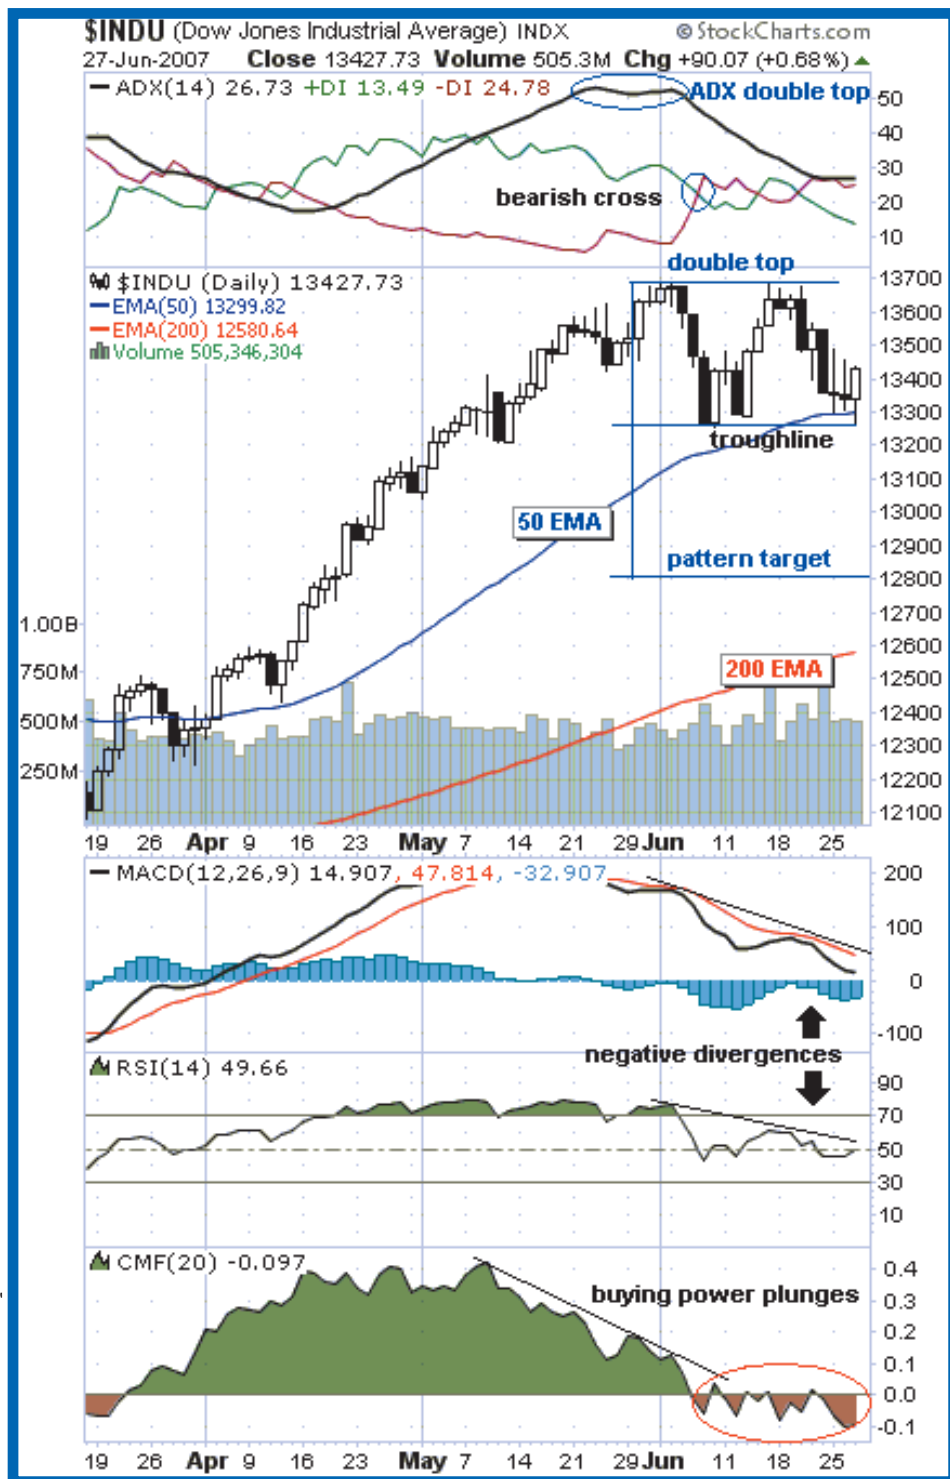 $INDU (Dow Jones Industrial Average) INDX © StockCharts.com
27-Jun-2007 Close 13427.73 Volume 505.3M Chg +90.07 (+0.68%)
ADX(14) 26.73 +DI 13.49 -DI 24.78
ADX double top
50
40
30
20
10
bearish cross
double top
$INDU (Daily) 13427.73
EMA(50) 13299.82
EMA(200) 12580.64
Volume 505,346,304
13700
13600
13500
13400
13300
13200
13100
13000
12900
12800
12700
12600
12500
12400
12300
12200
12100
troughline
50 EMA
pattern target
200 EMA
1.00B
750M
500M
250M
19 26 Apr 9 16 23 May 7 14 21 29 Jun 11 18 25
MACD(12,26,9) 14.907, 47.814, -32.907
200
100
0
-100
negative divergences
RSI(14) 49.66
90
70
50
30
10
CMF(20) -0.097
buying power plunges
0.4
0.3
0.2
0.1
0.0
-0.1
19 26 Apr 9 16 23 May 7 14 21 29 Jun 11 18 25